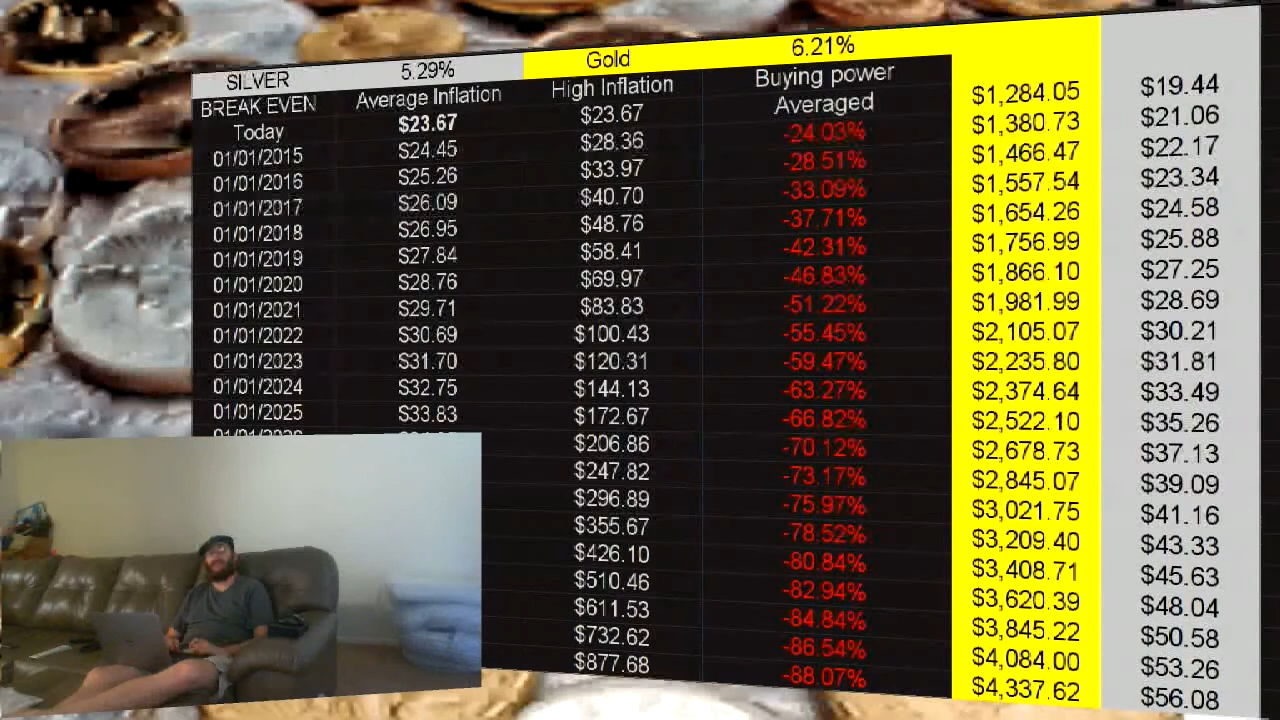 SILVER 5.29% Gold 6.21%
BREAK EVEN Average Inflation High Inflation Buying power Averaged $1,284.05 $19.44
Today $23.67 $23.67 -24.03% $1,380.73 $21.06
01/01/2015 $24.45 $28.36 -28.51% $1,466.47 $22.17
01/01/2016 $25.26 $33.97 -33.09% $1,557.54 $23.34
01/01/2017 $26.09 $40.70 -37.71% $1,654.26 $24.58
01/01/2018 $26.95 $48.76 -42.31% $1,756.99 $25.88
01/01/2019 $27.84 $58.41 -46.83% $1,866.10 $27.25
01/01/2020 $28.76 $69.97 -51.22% $1,981.99 $28.69
01/01/2021 $29.71 $83.83 -55.45% $2,105.07 $30.21
01/01/2022 $30.69 $100.43 -59.47% $2,235.80 $31.81
01/01/2023 $31.70 $120.31 -63.27% $2,374.64 $33.49
01/01/2024 $32.75 $144.13 -66.82% $2,522.10 $35.26
01/01/2025 $33.83 $172.67 -70.12% $2,678.73 $37.13
$206.86 -73.17% $2,845.07 $39.09
$247.82 -75.97% $3,021.75 $41.16
$296.89 -78.52% $3,209.40 $43.33
$355.67 -80.84% $3,408.71 $45.63
$426.10 -82.94% $3,620.39 $48.04
$510.46 -84.84% $3,845.22 $50.58
$611.53 -86.54% $4,084.00 $53.26
$732.62 -88.07% $4,337.62 $56.08
$877.68